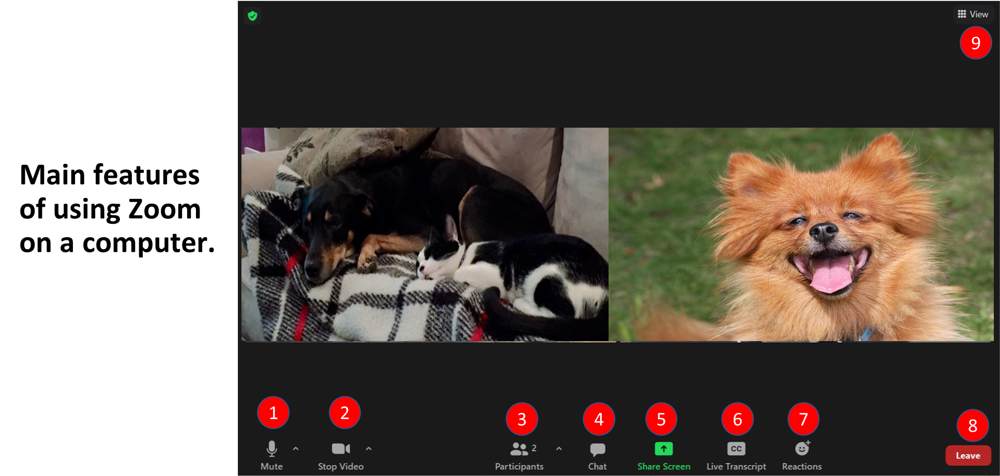 Main features
of using Zoom
on a computer.
View
9
1
2
3
4
5
6
7
8
2
CC
Mute
Stop Video
Participants
Chat
Share Screen
Live Transcript
Reactions
Leave